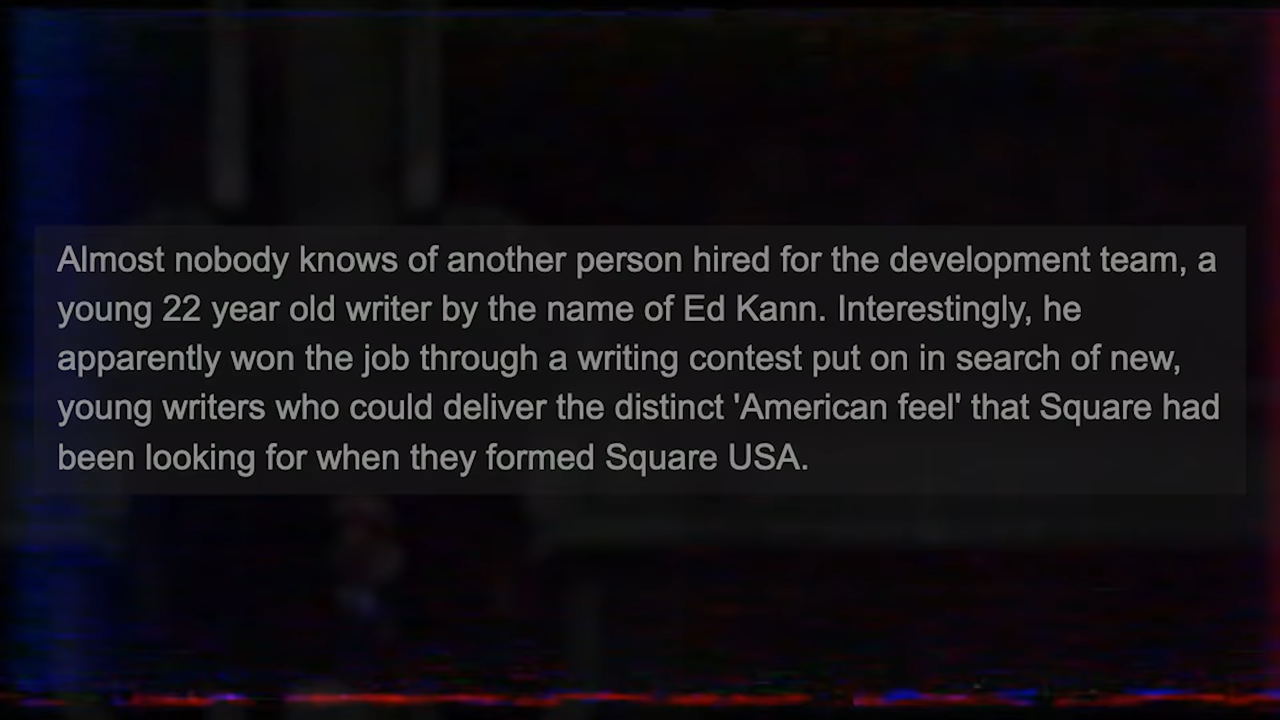 Almost nobody knows of another person hired for the development team, a
young 22 year old writer by the name of Ed Kann. Interestingly, he
apparently won the job through a writing contest put on in search of new,
young writers who could deliver the distinct 'American feel' that Square had
been looking for when they formed Square USA.